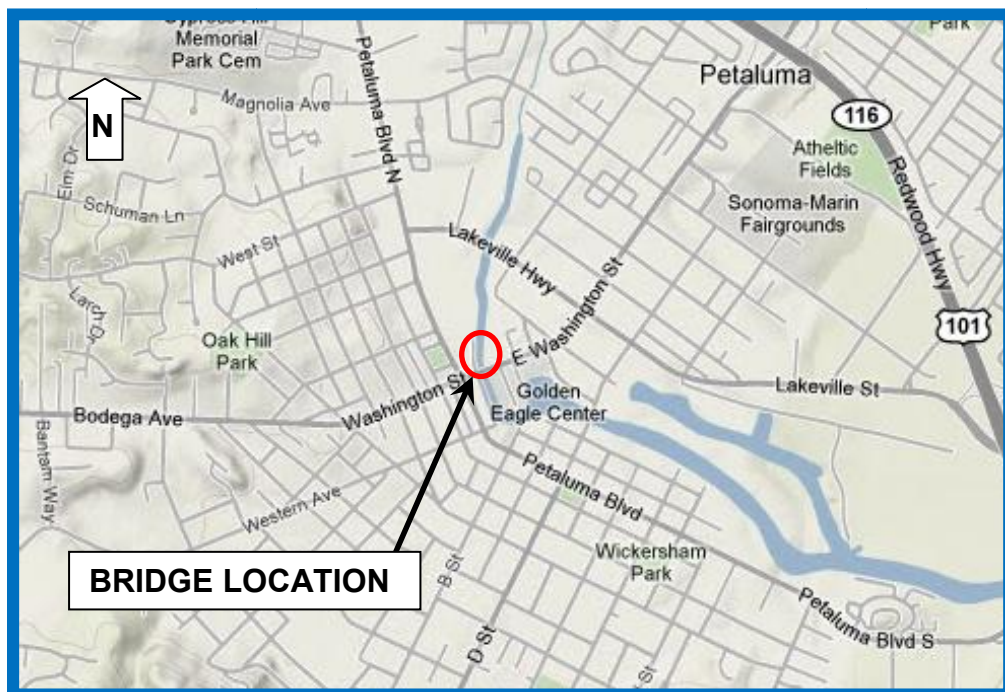 Cypress Hill
Memorial
Park Cem
Park
Petaluma
N
Magnolia Ave
Petaluma Blvd N
116
Atheltic
Fields
Redwood Hwy
Elm Dr
Schuman Ln
Sonoma-Marin
Fairgrounds
West St
Lakeville Hwy
E Washington St
Larch Dr
101
Oak Hill
Park
Washington St
Golden
Eagle Center
Lakeville St
Bodega Ave
Bantam Way
Western Ave
Petaluma Blvd
BRIDGE LOCATION
B St
Wickersham
Park
D St
Petaluma Blvd S
St